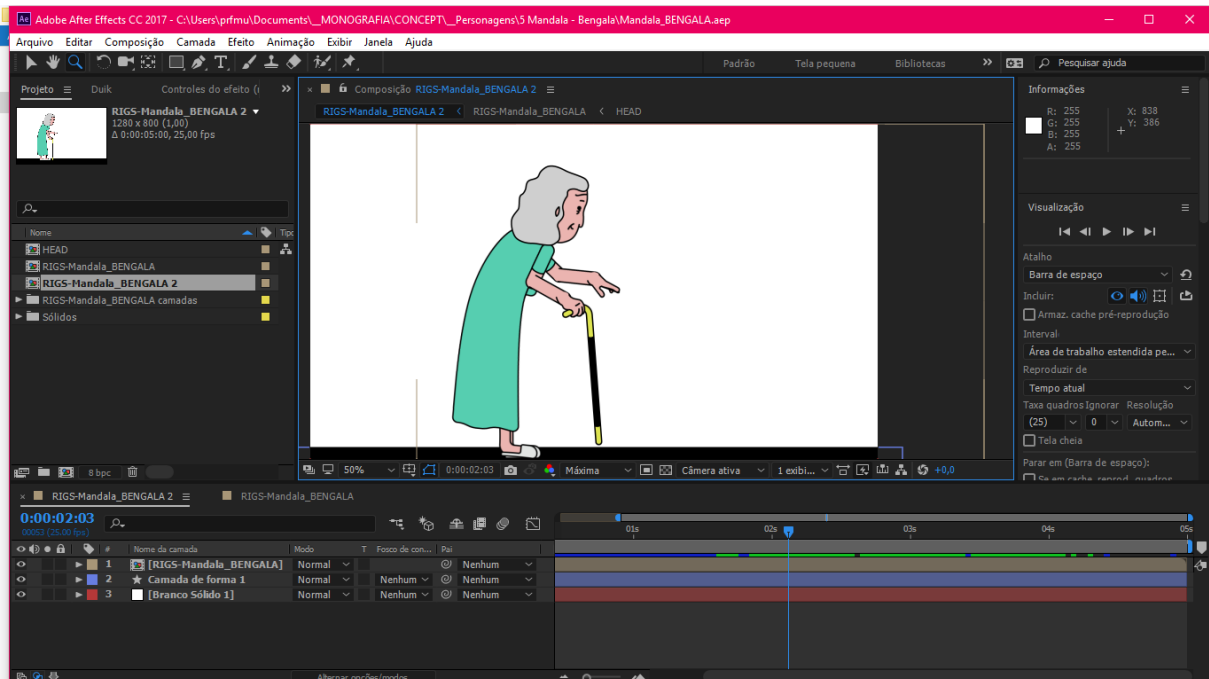 Adobe After Effects CC 2017 - C:\Users\prfmu\Documents\__MONOGRAFIA\CONCEPT\__Personagens\5 Mandala - Bengala\Mandala_BENGALA.aep
Arquivo Editar Composição Camada Efeito Animação Exibir Janela Ajuda
Padrão Tela pequena Bibliotecas Pesquisar ajuda
Projeto Duik Controles do efeito (
RIGS-Mandala_BENGALA 2
1280 x 800 (1,00)
Δ 0:00:05:00, 25,00 fps
Nome Tipo
HEAD
RIGS-Mandala_BENGALA
RIGS-Mandala_BENGALA 2
RIGS-Mandala_BENGALA camadas
Sólidos
8 bpc
Composição RIGS-Mandala_BENGALA 2
RIGS-Mandala_BENGALA 2 < RIGS-Mandala_BENGALA < HEAD
50% 0:00:02:03 Máxima Câmera ativa 1 exibi... +0,0
Informações
R: 255 X: 838
G: 255 Y: 386
B: 255
A: 255
Visualização
Atalho
Barra de espaço
Incluir:
Armaz. cache pré-reprodução
Interval
Área de trabalho estendida pe...
Reproduzir de
Tempo atual
Taxa quadros Ignorar Resolução
(25) 0 Autom...
Tela cheia
Parar em (Barra de espaço):
Se em cache, reprod. quadros
RIGS-Mandala_BENGALA 2 RIGS-Mandala_BENGALA
0:00:02:03
00053 (25.00 fps)
01s 02s 03s 04s 05s
# Nome da camada Modo T Fosco de con... Pai
1 [RIGS-Mandala_BENGALA] Normal Nenhum
2 Camada de forma 1 Normal Nenhum Nenhum
3 [Branco Sólido 1] Normal Nenhum Nenhum
Alternar opções/modos